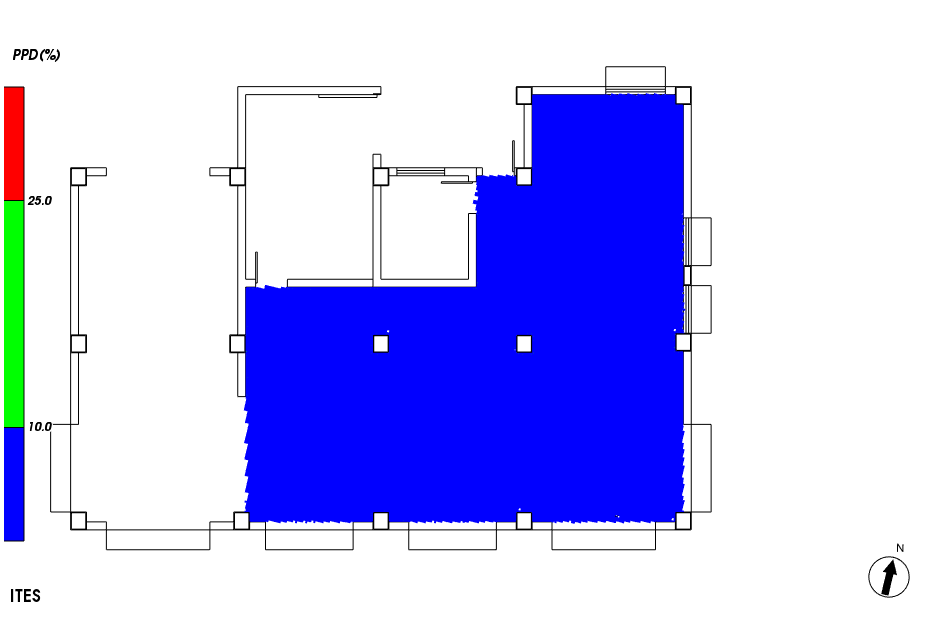 PPD(%)
25.0
10.0
N
ITES